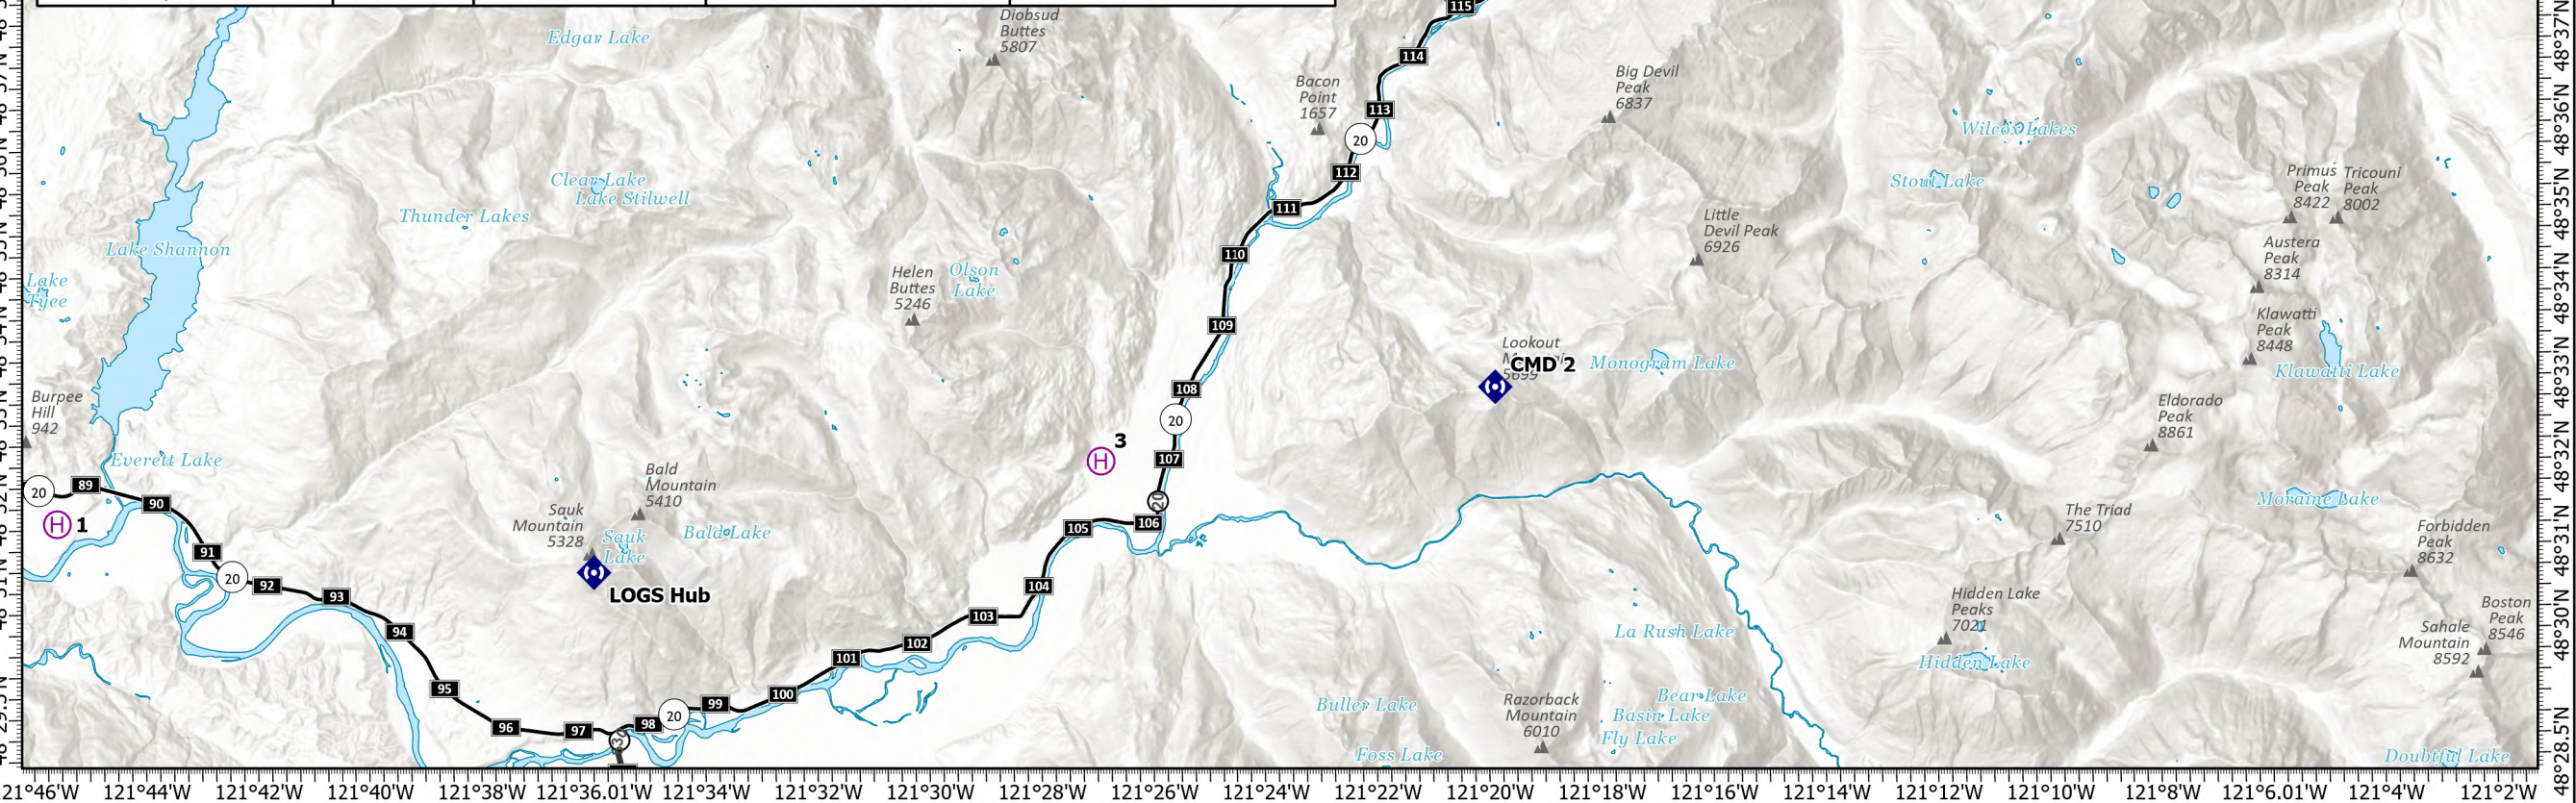 115
Diobsud
Buttes
5807
Edgar Lake
114
Big Devil
Peak
6837
Bacon
Point
1657
113
20
Wilcox Lakes
112
Primus
Peak
8422
Tricouni
Peak
8002
Clear Lake
Lake Stilwell
Stout Lake
Thunder Lakes
111
Little
Devil Peak
6926
Lake Shannon
110
Austera
Peak
8314
Helen
Buttes
5246
Olson
Lake
Lake
Tyee
109
Klawatti
Peak
8448
Lookout
5699
CMD 2
Monogram Lake
Klawatti Lake
108
Burpee
Hill
942
Eldorado
Peak
8861
20
3
H
107
Everett Lake
Bald
Mountain
5410
20
89
90
20
Moraine Lake
H 1
Sauk
Mountain
5328
Sauk
Lake
Bald Lake
105
106
The Triad
7510
Forbidden
Peak
8632
91
20
92
93
LOGS Hub
104
Hidden Lake
Peaks
7021
Boston
Peak
8546
103
94
102
La Rush Lake
Sahale
Mountain
8592
101
Hidden Lake
95
100
99
Bear Lake
Buller Lake
Razorback
Mountain
6010
Basin Lake
20
98
96
97
Fly Lake
Foss Lake
Doubtful Lake
48°37'N
48°36'N
48°35'N
48°34'N
48°33'N
48°32'N
48°31'N
48°30'N
48°28.5'N
121°44'W
121°42'W
121°40'W
121°38'W
121°36.01'W
121°32'W
121°30'W
121°28'W
121°26'W
121°24'W
121°22'W
121°20'W
121°18'W
121°16'W
121°14'W
121°12'W
121°10'W
121°8'W
121°6.01'W
121°4'W
121°2'W